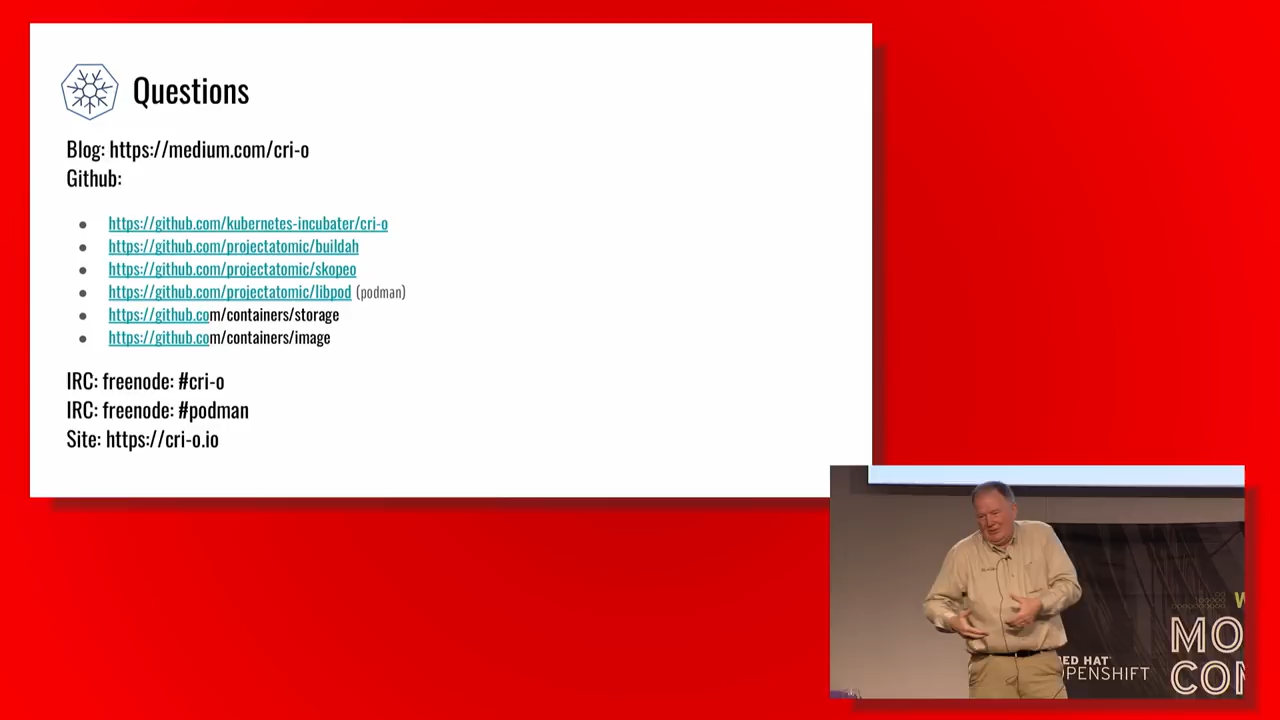 Questions
Blog: https://medium.com/cri-o
Github:
● https://github.com/kubernetes-incubater/cri-o
● https://github.com/projectatomic/buildah
● https://github.com/projectatomic/skopeo
● https://github.com/projectatomic/libpod (podman)
● https://github.com/containers/storage
● https://github.com/containers/image
IRC: freenode: #cri-o
IRC: freenode: #podman
Site: https://cri-o.io
W
MO
CON
ED HAT
OPENSHIFT